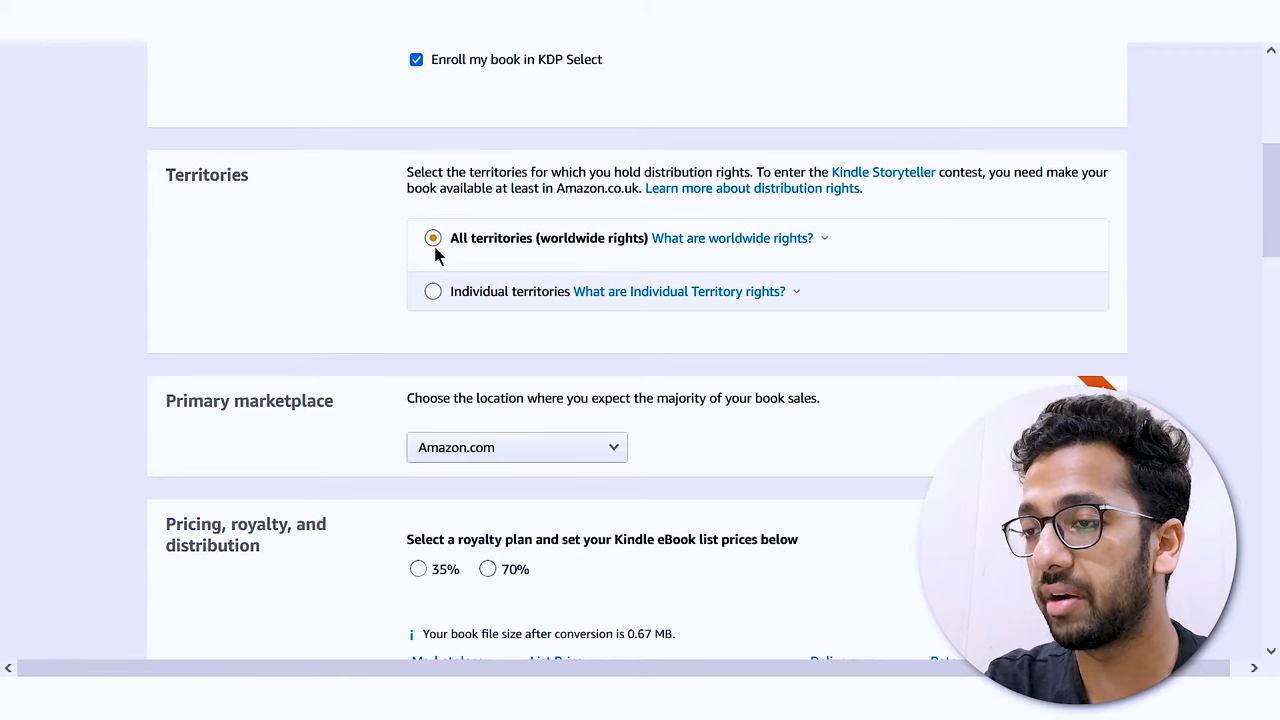 Enroll my book in KDP Select
Territories
Select the territories for which you hold distribution rights. To enter the Kindle Storyteller contest, you need make your
book available at least in Amazon.co.uk. Learn more about distribution rights.
All territories (worldwide rights) What are worldwide rights?
Individual territories What are Individual Territory rights?
Primary marketplace
Choose the location where you expect the majority of your book sales.
Amazon.com
Pricing, royalty, and
distribution
Select a royalty plan and set your Kindle eBook list prices below
35% 70%
Your book file size after conversion is 0.67 MB.